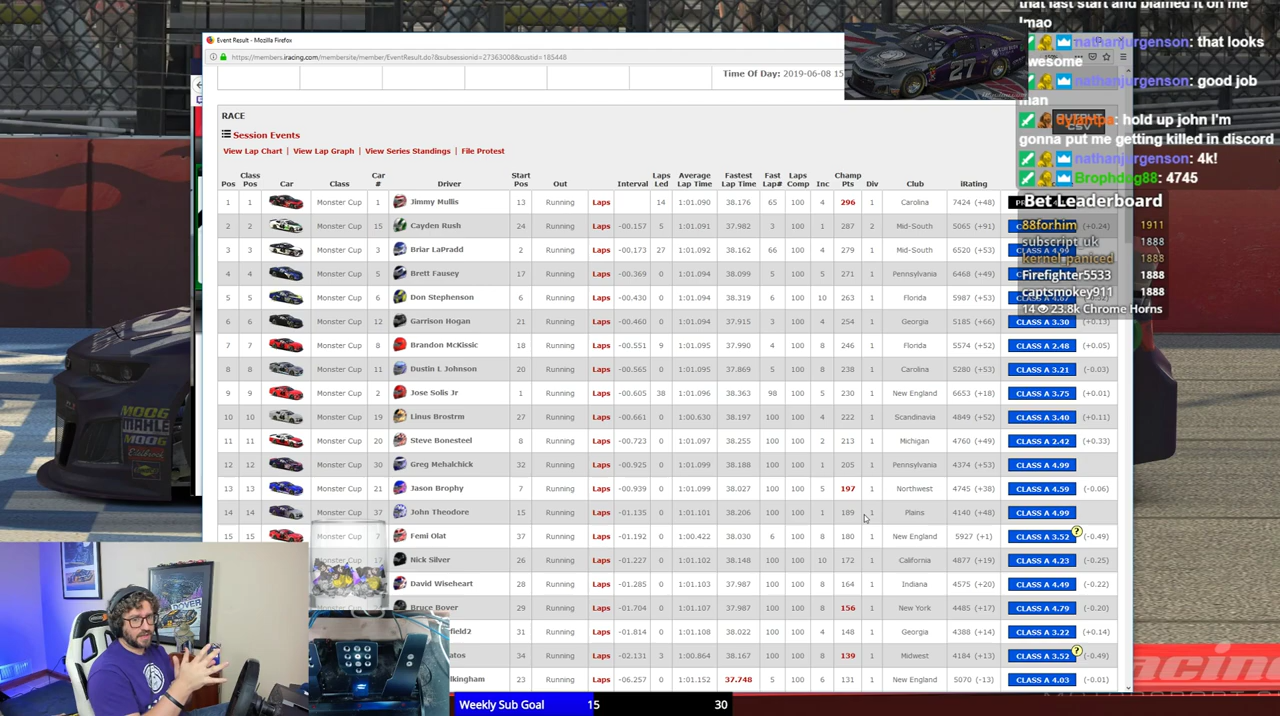 that last start and blamed it on me
lmao
nathanjurgenson: that looks
awesome
nathanjurgenson: good job
man
dylantpa: hold up john I'm
gonna put me getting killed in discord
nathanjurgenson: 4k!
Brophdog88: 4745
Bet Leaderboard
88forhim 1911
subscript_uk 1888
kernel_paniced 1888
Firefighter5533 1888
captsmokey911 1888
14 23.8k Chrome Horns
Event Result - Mozilla Firefox
Time Of Day: 2019-06-08 15
27
RACE
Session Events
View Lap Chart | View Lap Graph | View Series Standings | File Protest
OUTPUT CSV
Pos Class Pos Car Class Car # Driver Start Pos Out Interval Laps Led Average Lap Time Fastest Lap Time Fast Lap# Laps Comp Inc Champ Pts Div Club iRating
1 1 Monster Cup 1 Jimmy Mullis 13 Running Laps 14 1:01.090 38.176 65 100 4 296 1 Carolina 7424 (+48)
2 2 Monster Cup 15 Cayden Rush 24 Running Laps -00.157 5 1:01.091 37.982 3 100 1 287 2 Mid-South 5065 (+91) (+0.24)
3 3 Monster Cup 3 Briar LaPradd 2 Running Laps -00.173 27 1:01.092 38.156 66 100 4 279 1 Mid-South 6520 (+53) CLASS A 4.99
4 4 Monster Cup 5 Brett Fausey 17 Running Laps -00.369 0 1:01.094 38.099 5 100 5 271 1 Pennsylvania 6468 (+49)
5 5 Monster Cup 6 Don Stephenson 6 Running Laps -00.430 0 1:01.094 38.319 6 100 10 263 1 Florida 5987 (+53)
6 6 Monster Cup Garrison Hogan 21 Running Laps -00.460 0 1:01.094 37.915 3 100 4 254 1 Georgia 5185 (+66) CLASS A 3.30 (+0.13)
7 7 Monster Cup 8 Brandon McKissic 18 Running Laps -00.551 9 1:01.095 37.990 4 100 8 246 1 Florida 5574 (+52) CLASS A 2.48 (+0.05)
8 8 Monster Cup 11 Dustin L Johnson 20 Running Laps -00.565 0 1:01.095 37.869 5 100 8 238 1 Carolina 5280 (+53) CLASS A 3.21 (-0.03)
9 9 Monster Cup 2 Jose Solis Jr 1 Running Laps -00.605 38 1:01.096 38.363 98 100 5 230 1 New England 6653 (+18) CLASS A 3.75 (+0.01)
10 10 Monster Cup 19 Linus Brostrm 27 Running Laps -00.661 0 1:00.630 38.197 100 100 222 1 Scandinavia 4849 (+52) CLASS A 3.40 (+0.11)
11 11 Monster Cup 20 Steve Bonesteel 8 Running Laps -00.723 0 1:01.097 38.255 100 100 2 213 1 Michigan 4760 (+49) CLASS A 2.42 (+0.33)
12 12 Monster Cup 30 Greg Mehalchick 32 Running Laps -00.925 0 1:01.099 38.188 100 100 1 205 1 Pennsylvania 4374 (+53) CLASS A 4.99
13 13 Monster Cup 21 Jason Brophy 7 Running Laps -00.939 0 1:01.099 38.027 100 100 5 197 1 Northwest 4745 (+38) CLASS A 4.59 (-0.06)
14 14 Monster Cup 37 John Theodore 15 Running Laps -01.135 0 1:01.101 38.206 100 100 1 189 1 Plains 4140 (+48) CLASS A 4.99
15 15 Monster Cup 7 Femi Olat 37 Running Laps 0 1:00.422 38.030 6 100 8 180 1 New England 5927 (+1) CLASS A 3.52 ? (-0.49)
Monster Cup Nick Silver 26 Running Laps -01.227 0 1:01.102 38.148 100 100 10 172 1 California 4877 (+19) CLASS A 4.23 (-0.25)
Monster Cup David Wiseheart 28 Running Laps -01.285 0 1:01.103 37.987 100 100 8 164 1 Indiana 4575 (+20) CLASS A 4.49 (-0.22)
Bruce Bover 29 Running Laps -01.704 0 1:01.107 37.987 100 100 8 156 1 New York 4485 (+17) CLASS A 4.79 (-0.20)
field2 31 Running Laps -01.814 0 1:01.108 38.022 100 100 4 148 1 Georgia 4388 (+14) CLASS A 3.22 (+0.14)
atos 34 Running Laps -02.131 3 1:00.864 38.167 100 100 8 139 1 Midwest 4184 (+13) CLASS A 3.52 ? (-0.49)
lkingham 23 Running Laps -06.257 0 1:01.152 37.748 5 100 6 131 1 New England 5070 (-13) CLASS A 4.03 (-0.01)
MOOG
MAHLE
MOOG
DOVER
Weekly Sub Goal 15 30